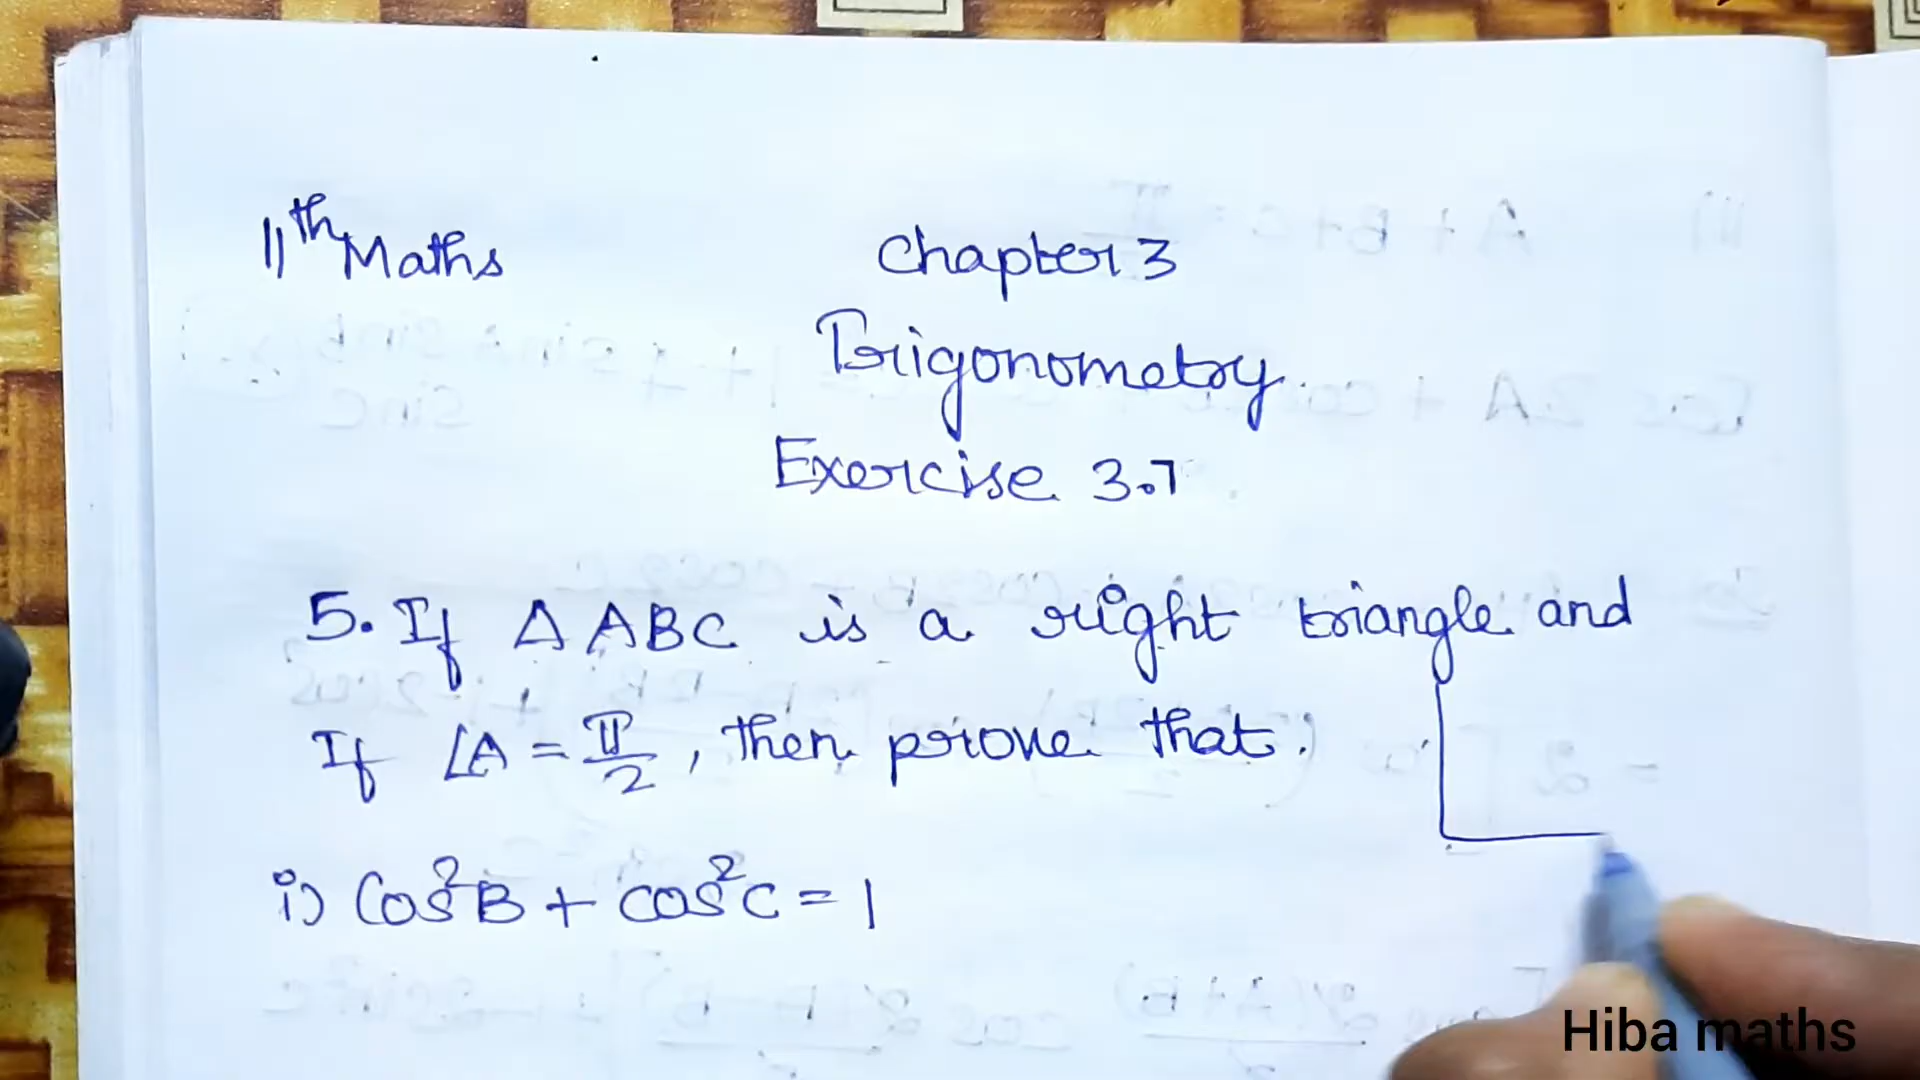 11th Maths
Chapter 3
Trigonometry
Exercise 3.7
5. If Δ ABC is a right triangle and
If ∠A = π/2, then prove that.
i) Cos²B + cos²C = 1
Hiba maths